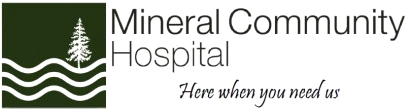 Mineral Community
Hospital
Here when you need us